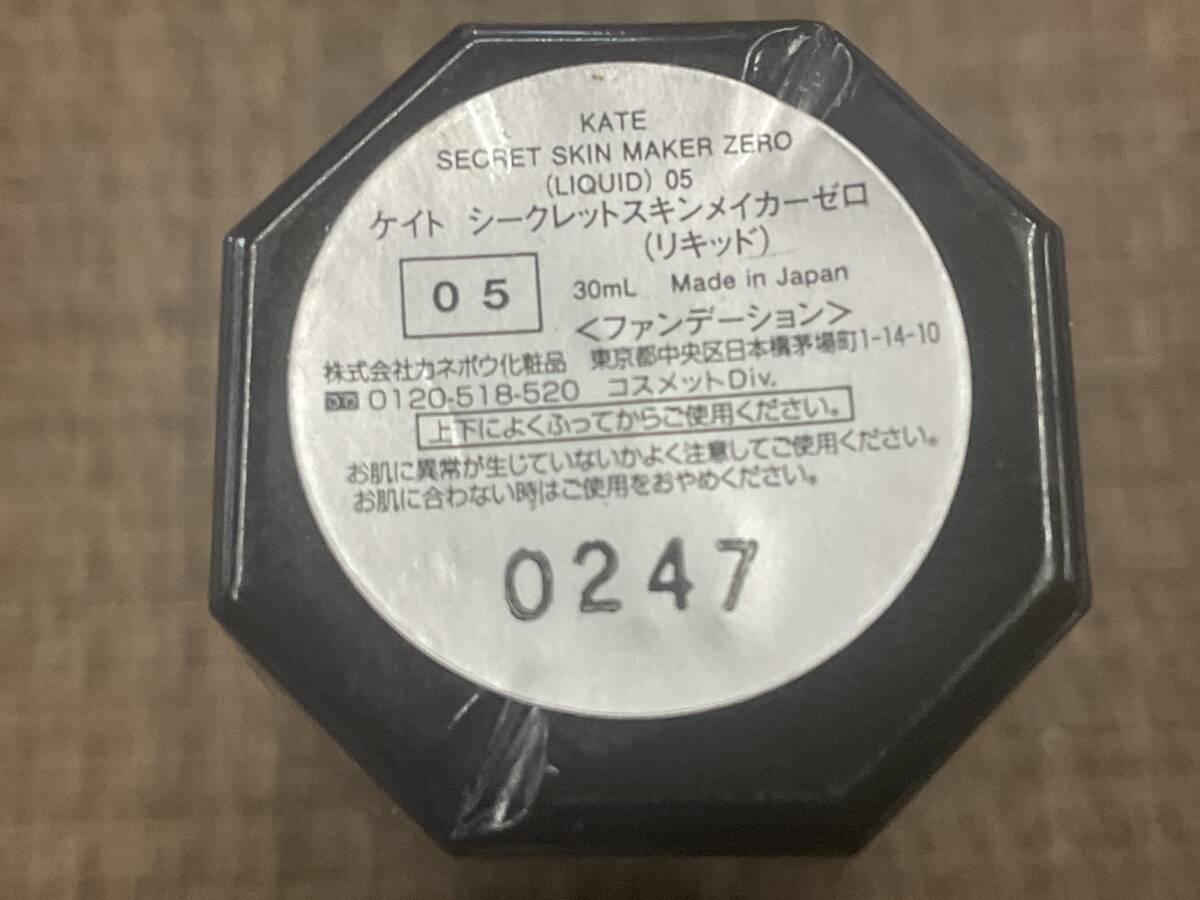 KATE
SECRET SKIN MAKER ZERO
(LIQUID) 05
ケイト シークレットスキンメイカーゼロ
(リキッド)
05 30mL Made in Japan
<ファンデーション>
株式会社カネボウ化粧品 東京都中央区日本橋茅場町1-14-10
0120-518-520 コスメットDiv.
上下によくふってからご使用ください。
お肌に異常が生じていないかよく注意してご使用ください。
お肌に合わない時はご使用をおやめください。
0247